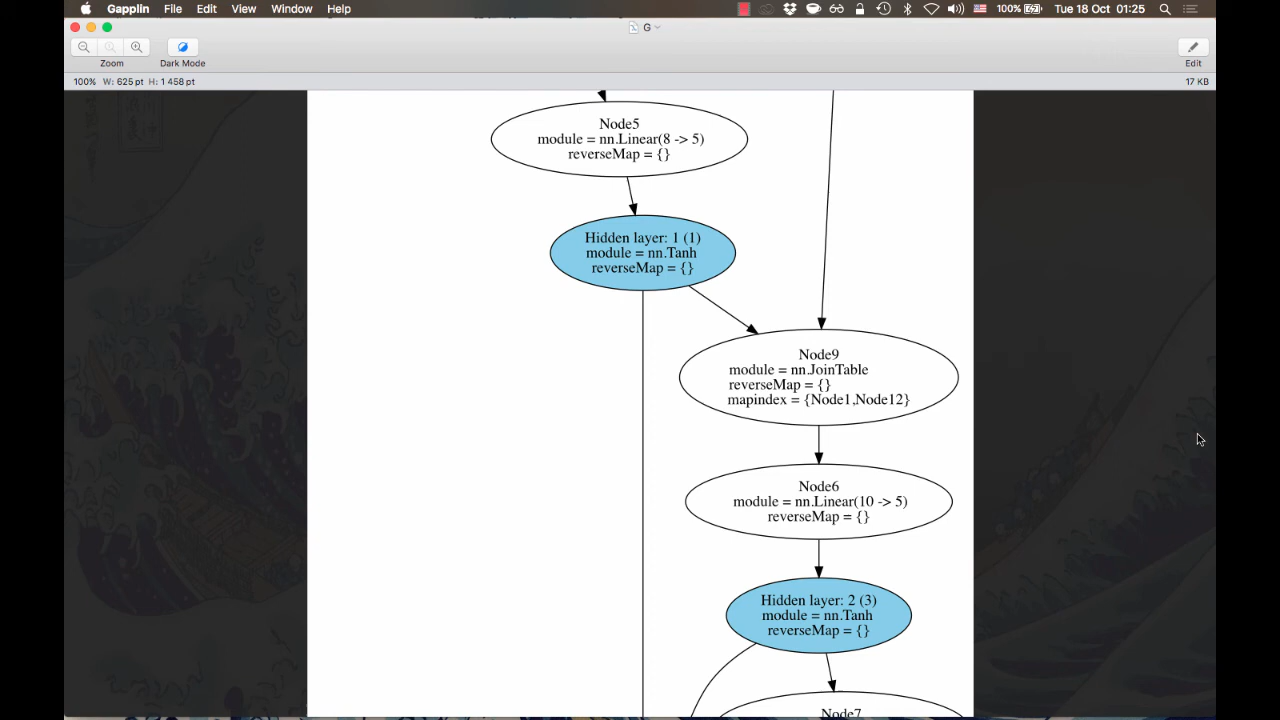 Gapplin File Edit View Window Help
100% Tue 18 Oct 01:25
G
Zoom
Dark Mode
Edit
100% W: 625 pt H: 1 458 pt
17 KB
Node5
module = nn.Linear(8 -> 5)
reverseMap = {}
Hidden layer: 1 (1)
module = nn.Tanh
reverseMap = {}
Node9
module = nn.JoinTable
reverseMap = {}
mapindex = {Node1,Node12}
Node6
module = nn.Linear(10 -> 5)
reverseMap = {}
Hidden layer: 2 (3)
module = nn.Tanh
reverseMap = {}
Node7